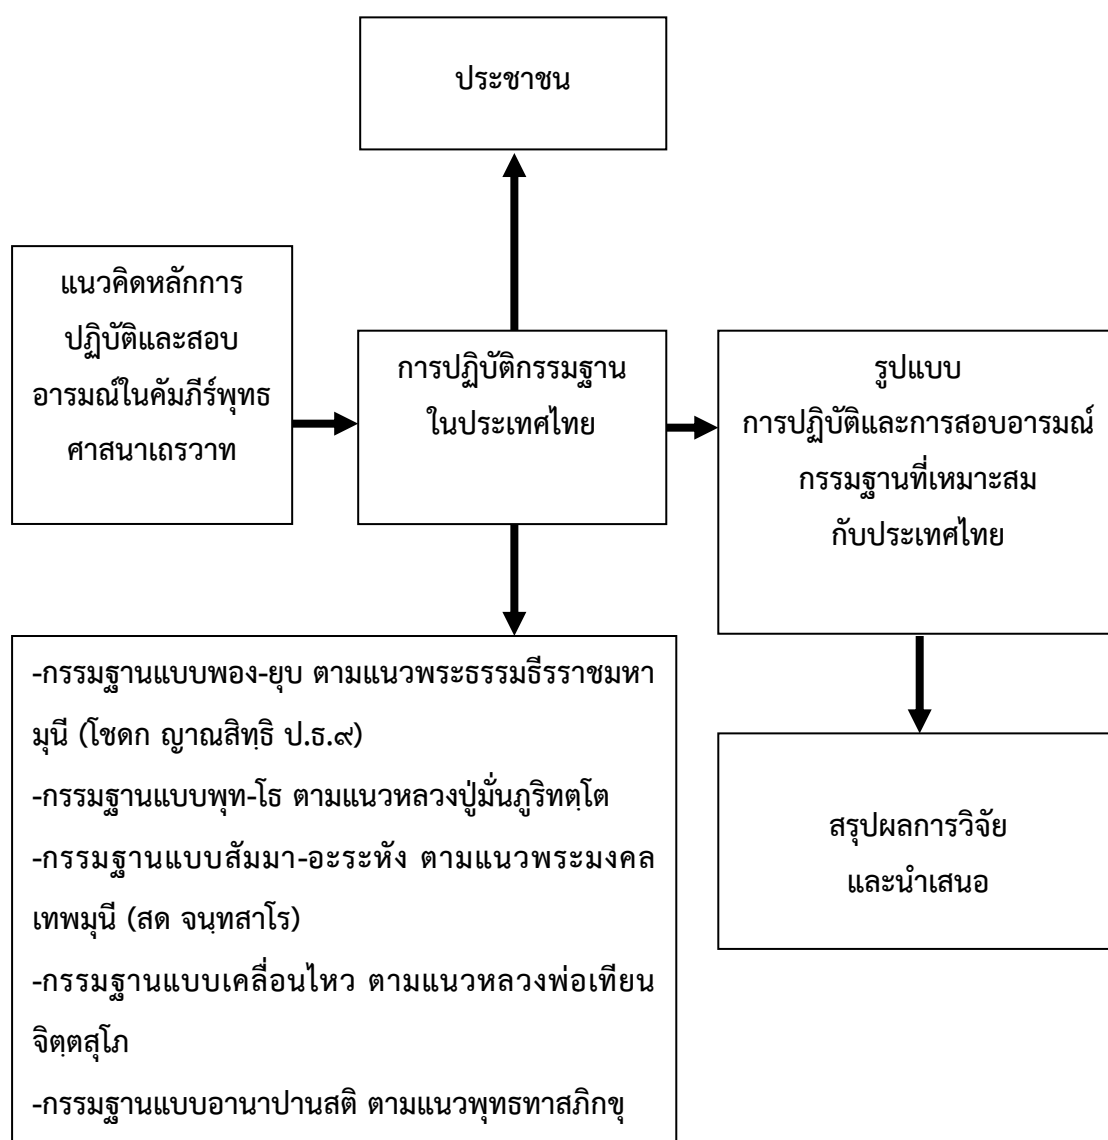 ประชาชน
แนวคิดหลักการ
ปฏิบัติและสอบ
อารมณ์ในคัมภีร์พุทธ
ศาสนาเถรวาท
การปฏิบัติกรรมฐาน
ในประเทศไทย
รูปแบบ
การปฏิบัติและการสอบอารมณ์
กรรมฐานที่เหมาะสม
กับประเทศไทย
-กรรมฐานแบบพอง-ยุบ ตามแนวพระธรรมธีรราชมหา
มุนี (โชดก ญาณสิทฺธิ ป.ธ.๙)
-กรรมฐานแบบพุท-โธ ตามแนวหลวงปู่มั่นภูริทตฺโต
-กรรมฐานแบบสัมมา-อะระหัง ตามแนวพระมงคล
เทพมุนี (สด จนฺทสาโร)
-กรรมฐานแบบเคลื่อนไหว ตามแนวหลวงพ่อเทียน
จิตฺตสุโภ
-กรรมฐานแบบอานาปานสติ ตามแนวพุทธทาสภิกขุ
สรุปผลการวิจัย
และนำเสนอ